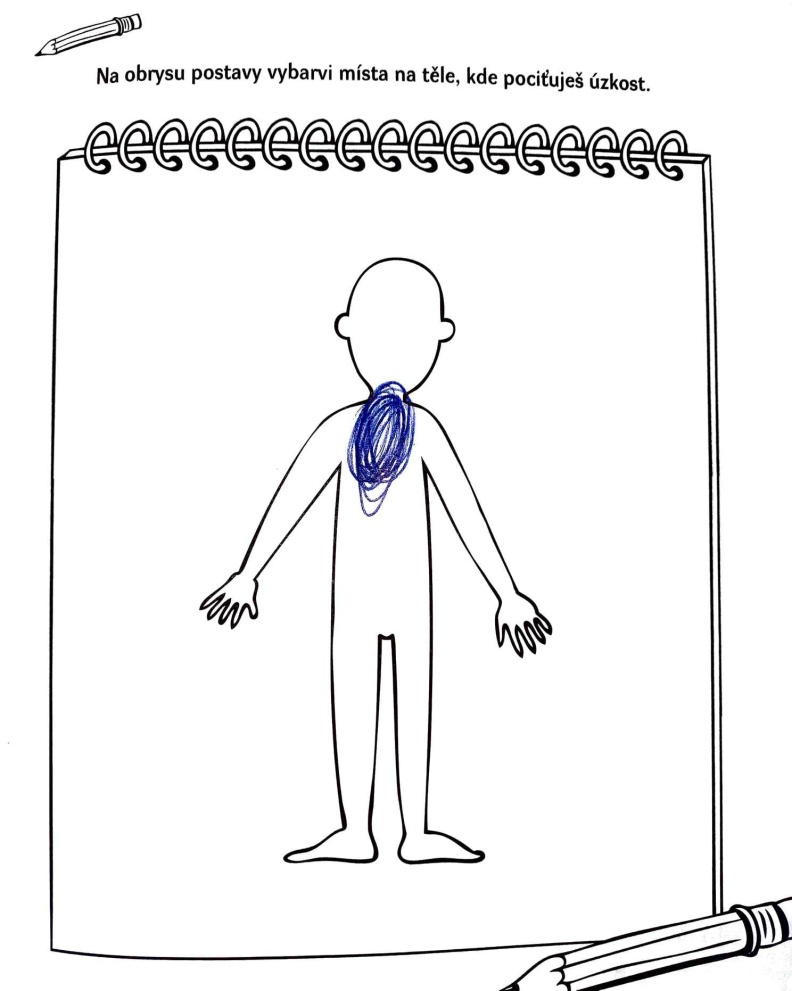 Na obrysu postavy vybarvi místa na těle, kde pociťuješ úzkost.